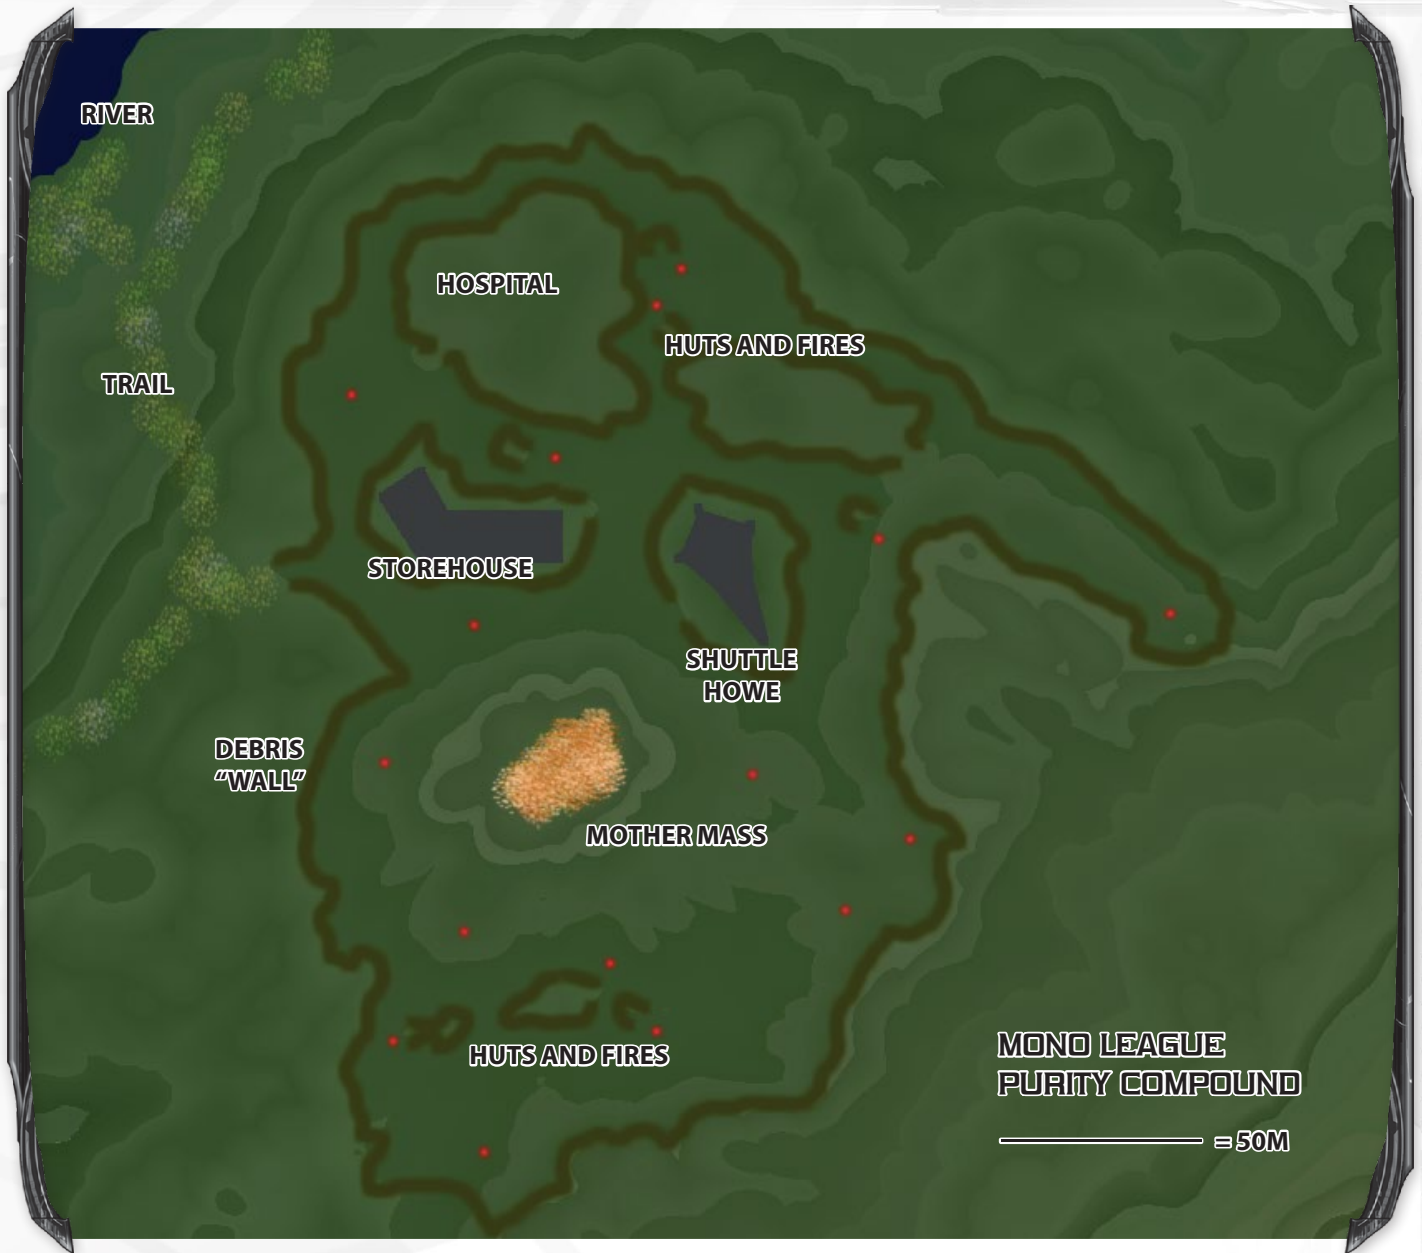 RIVER
HOSPITAL
HUTS AND FIRES
TRAIL
STOREHOUSE
SHUTTLE
HOWE
DEBRIS
“WALL”
MOTHER MASS
HUTS AND FIRES
MONO LEAGUE
PURITY COMPOUND
= 50M